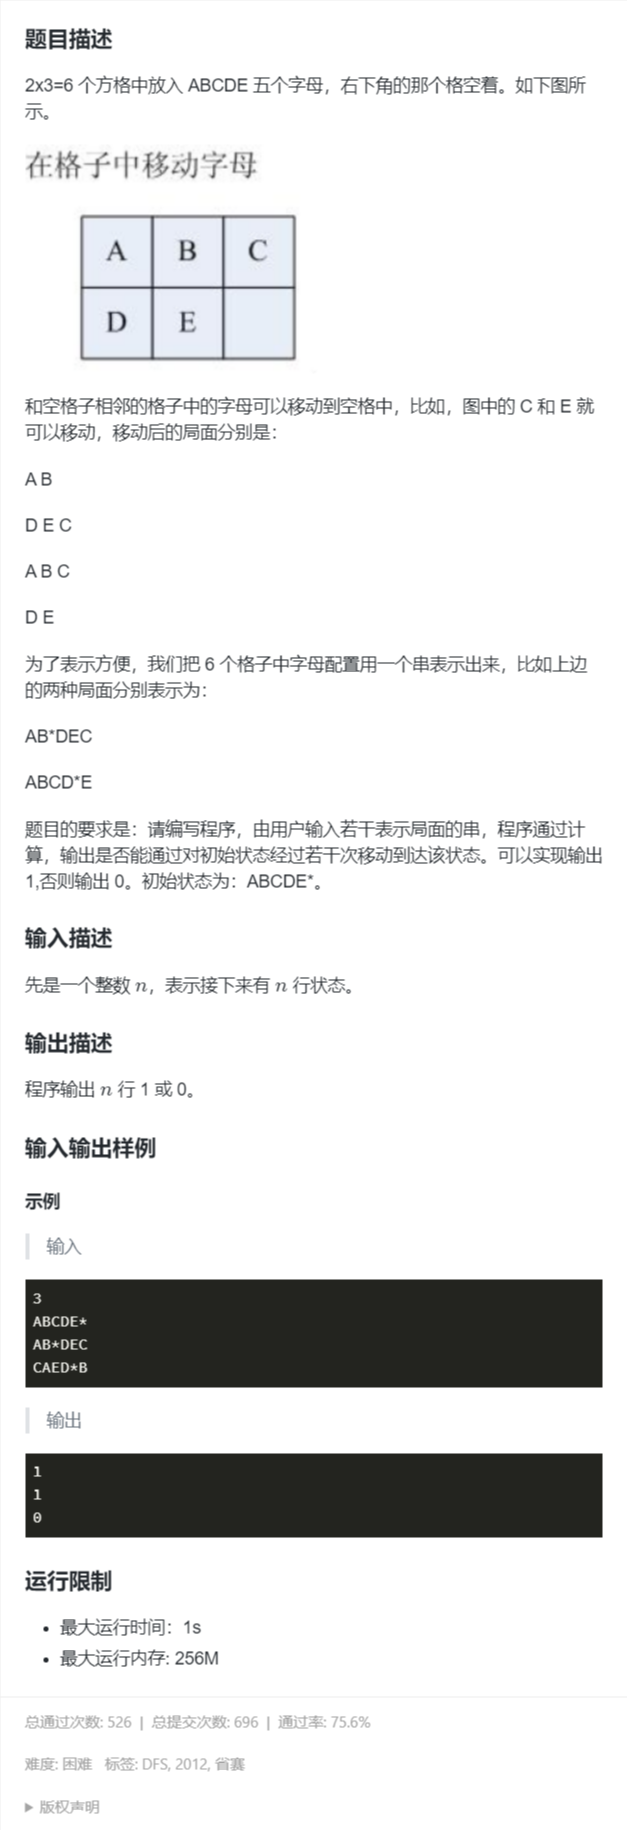 题目描述
2x3=6 个方格中放入 ABCDE 五个字母，右下角的那个格空着。如下图所
示。
在格子中移动字母
A B C
D E
和空格子相邻的格子中的字母可以移动到空格中，比如，图中的 C 和 E 就
可以移动，移动后的局面分别是：
A B
D E C
A B C
D E
为了表示方便，我们把 6 个格子中字母配置用一个串表示出来，比如上边
的两种局面分别表示为：
AB*DEC
ABCD*E
题目的要求是：请编写程序，由用户输入若干表示局面的串，程序通过计
算，输出是否能通过对初始状态经过若干次移动到达该状态。可以实现输出
1,否则输出 0。初始状态为：ABCDE*。
输入描述
先是一个整数 n，表示接下来有 n 行状态。
输出描述
程序输出 n 行 1 或 0。
输入输出样例
示例
输入
3
ABCDE*
AB*DEC
CAED*B
输出
1
1
0
运行限制
• 最大运行时间：1s
• 最大运行内存: 256M
总通过次数: 526 | 总提交次数: 696 | 通过率: 75.6%
难度: 困难 标签: DFS, 2012, 省赛
▶ 版权声明